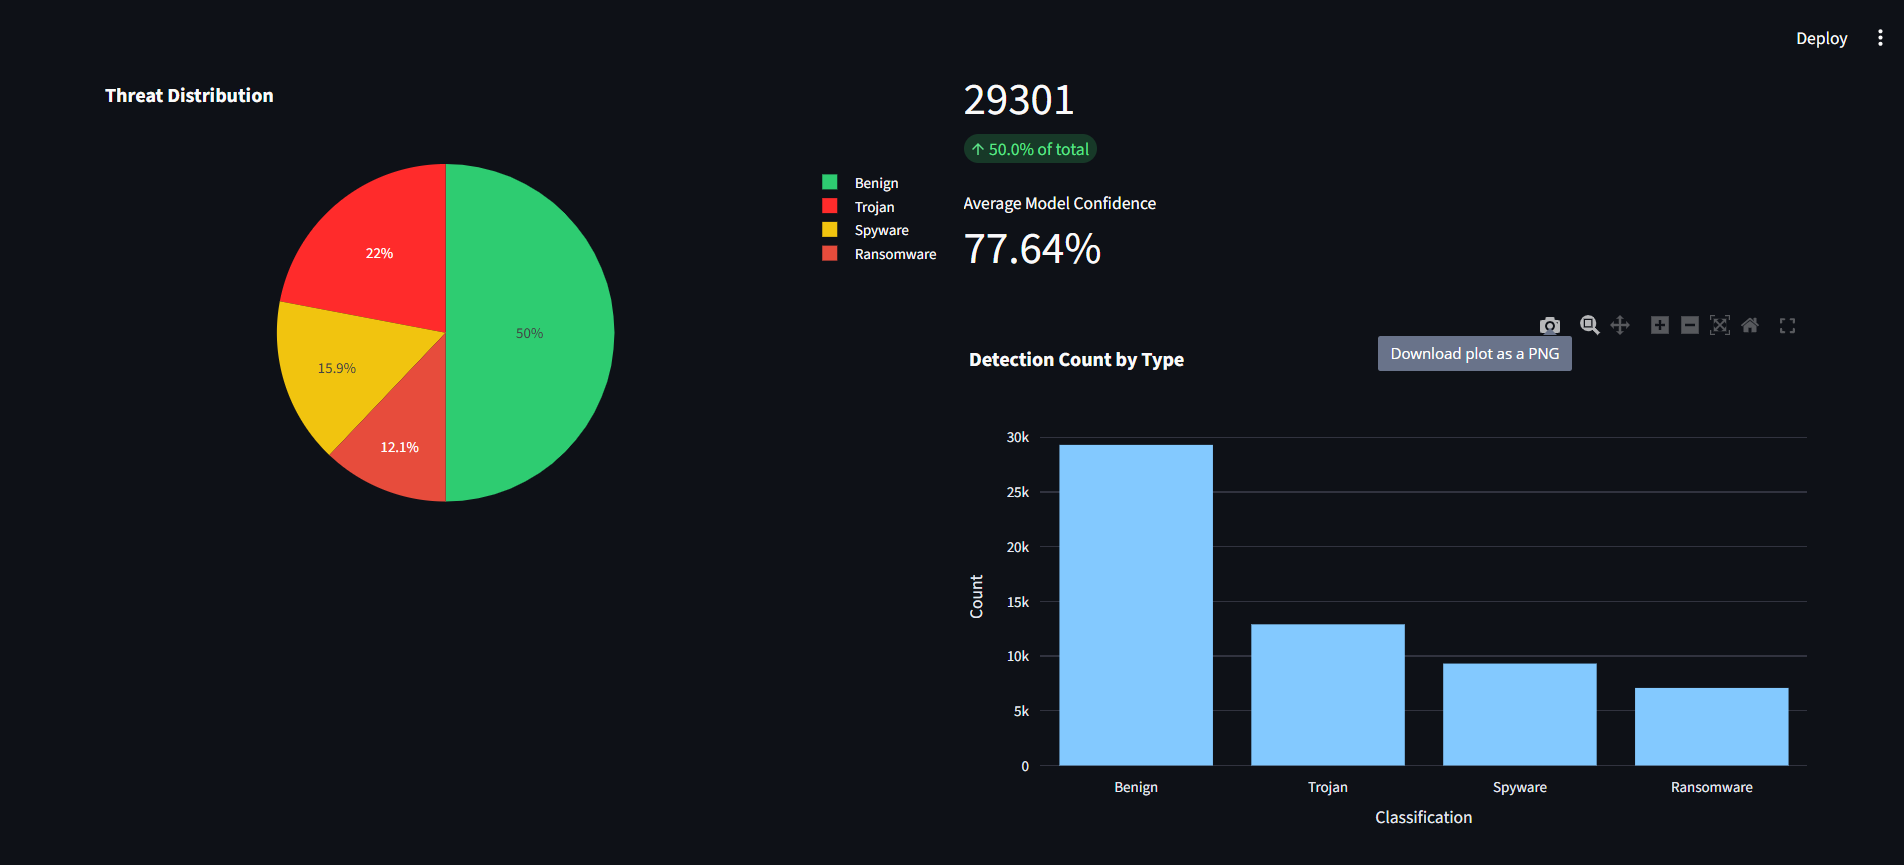 Deploy
Threat Distribution
50%
22%
15.9%
12.1%
Benign
Trojan
Spyware
Ransomware
29301
↑ 50.0% of total
Average Model Confidence
77.64%
Download plot as a PNG
Detection Count by Type
30k
25k
20k
15k
10k
5k
0
Count
Benign
Trojan
Spyware
Ransomware
Classification